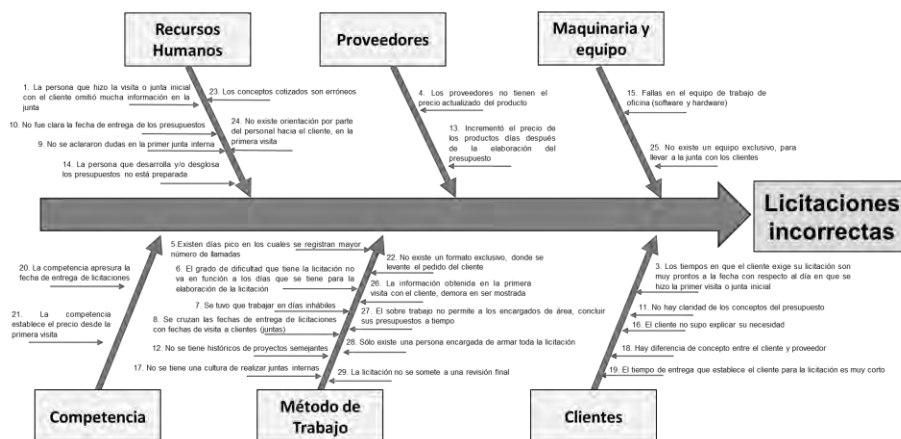 Recursos
Humanos
Proveedores
Maquinaria y
equipo
1. La persona que hizo la visita o junta inicial
con el cliente omitió mucha información en la
junta
23. Los conceptos cotizados son erróneos
10. No fue clara la fecha de entrega de los presupuestos
24. No existe orientación por parte
del personal hacia el cliente, en la
primera visita
9. No se aclararon dudas en la primer junta interna
14. La persona que desarrolla y/o desglosa
los presupuestos no está preparada
4. Los proveedores no tienen el
precio actualizado del producto
13. Incrementó el precio de los
productos días después de
la elaboración del
presupuesto
15. Fallas en el equipo de trabajo de
oficina (software y hardware)
25. No existe un equipo exclusivo, para
llevar a la junta con los clientes
Licitaciones
incorrectas
20. La competencia apresura la
fecha de entrega de licitaciones
21. La competencia
establece el precio desde la
primera visita
5.Existen días pico en los cuales se registran mayor
número de llamadas
6. El grado de dificultad que tiene la licitación no
va en función a los días que se tiene para la
elaboración de la licitación
7. Se tuvo que trabajar en días inhábiles
8. Se cruzan las fechas de entrega de licitaciones
con fechas de visita a clientes (juntas)
12. No se tiene históricos de proyectos semejantes
17. No se tiene una cultura de realizar juntas internas
22. No existe un formato exclusivo, donde se
levante el pedido del cliente
26. La información obtenida en la primera
visita con el cliente, demora en ser mostrada
27. El sobre trabajo no permite a los encargados de área, concluir
sus presupuestos a tiempo
28. Sólo existe una persona encargada de armar toda la licitación
29. La licitación no se somete a una revisión final
3. Los tiempos en que el cliente exige su licitación son
muy prontos a la fecha con respecto al día en que se
hizo la primer visita o junta inicial
11. No hay claridad de los conceptos del presupuesto
16. El cliente no supo explicar su necesidad
18. Hay diferencia de concepto entre el cliente y proveedor
19. El tiempo de entrega que establece el cliente para la licitación es muy corto
Competencia
Método de
Trabajo
Clientes